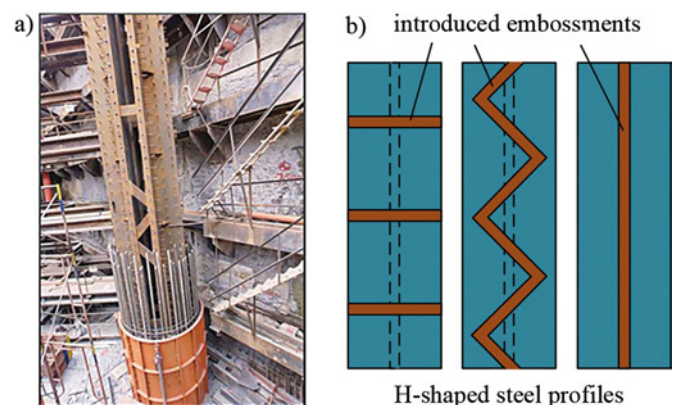 a)
b) introduced embossments
H-shaped steel profiles